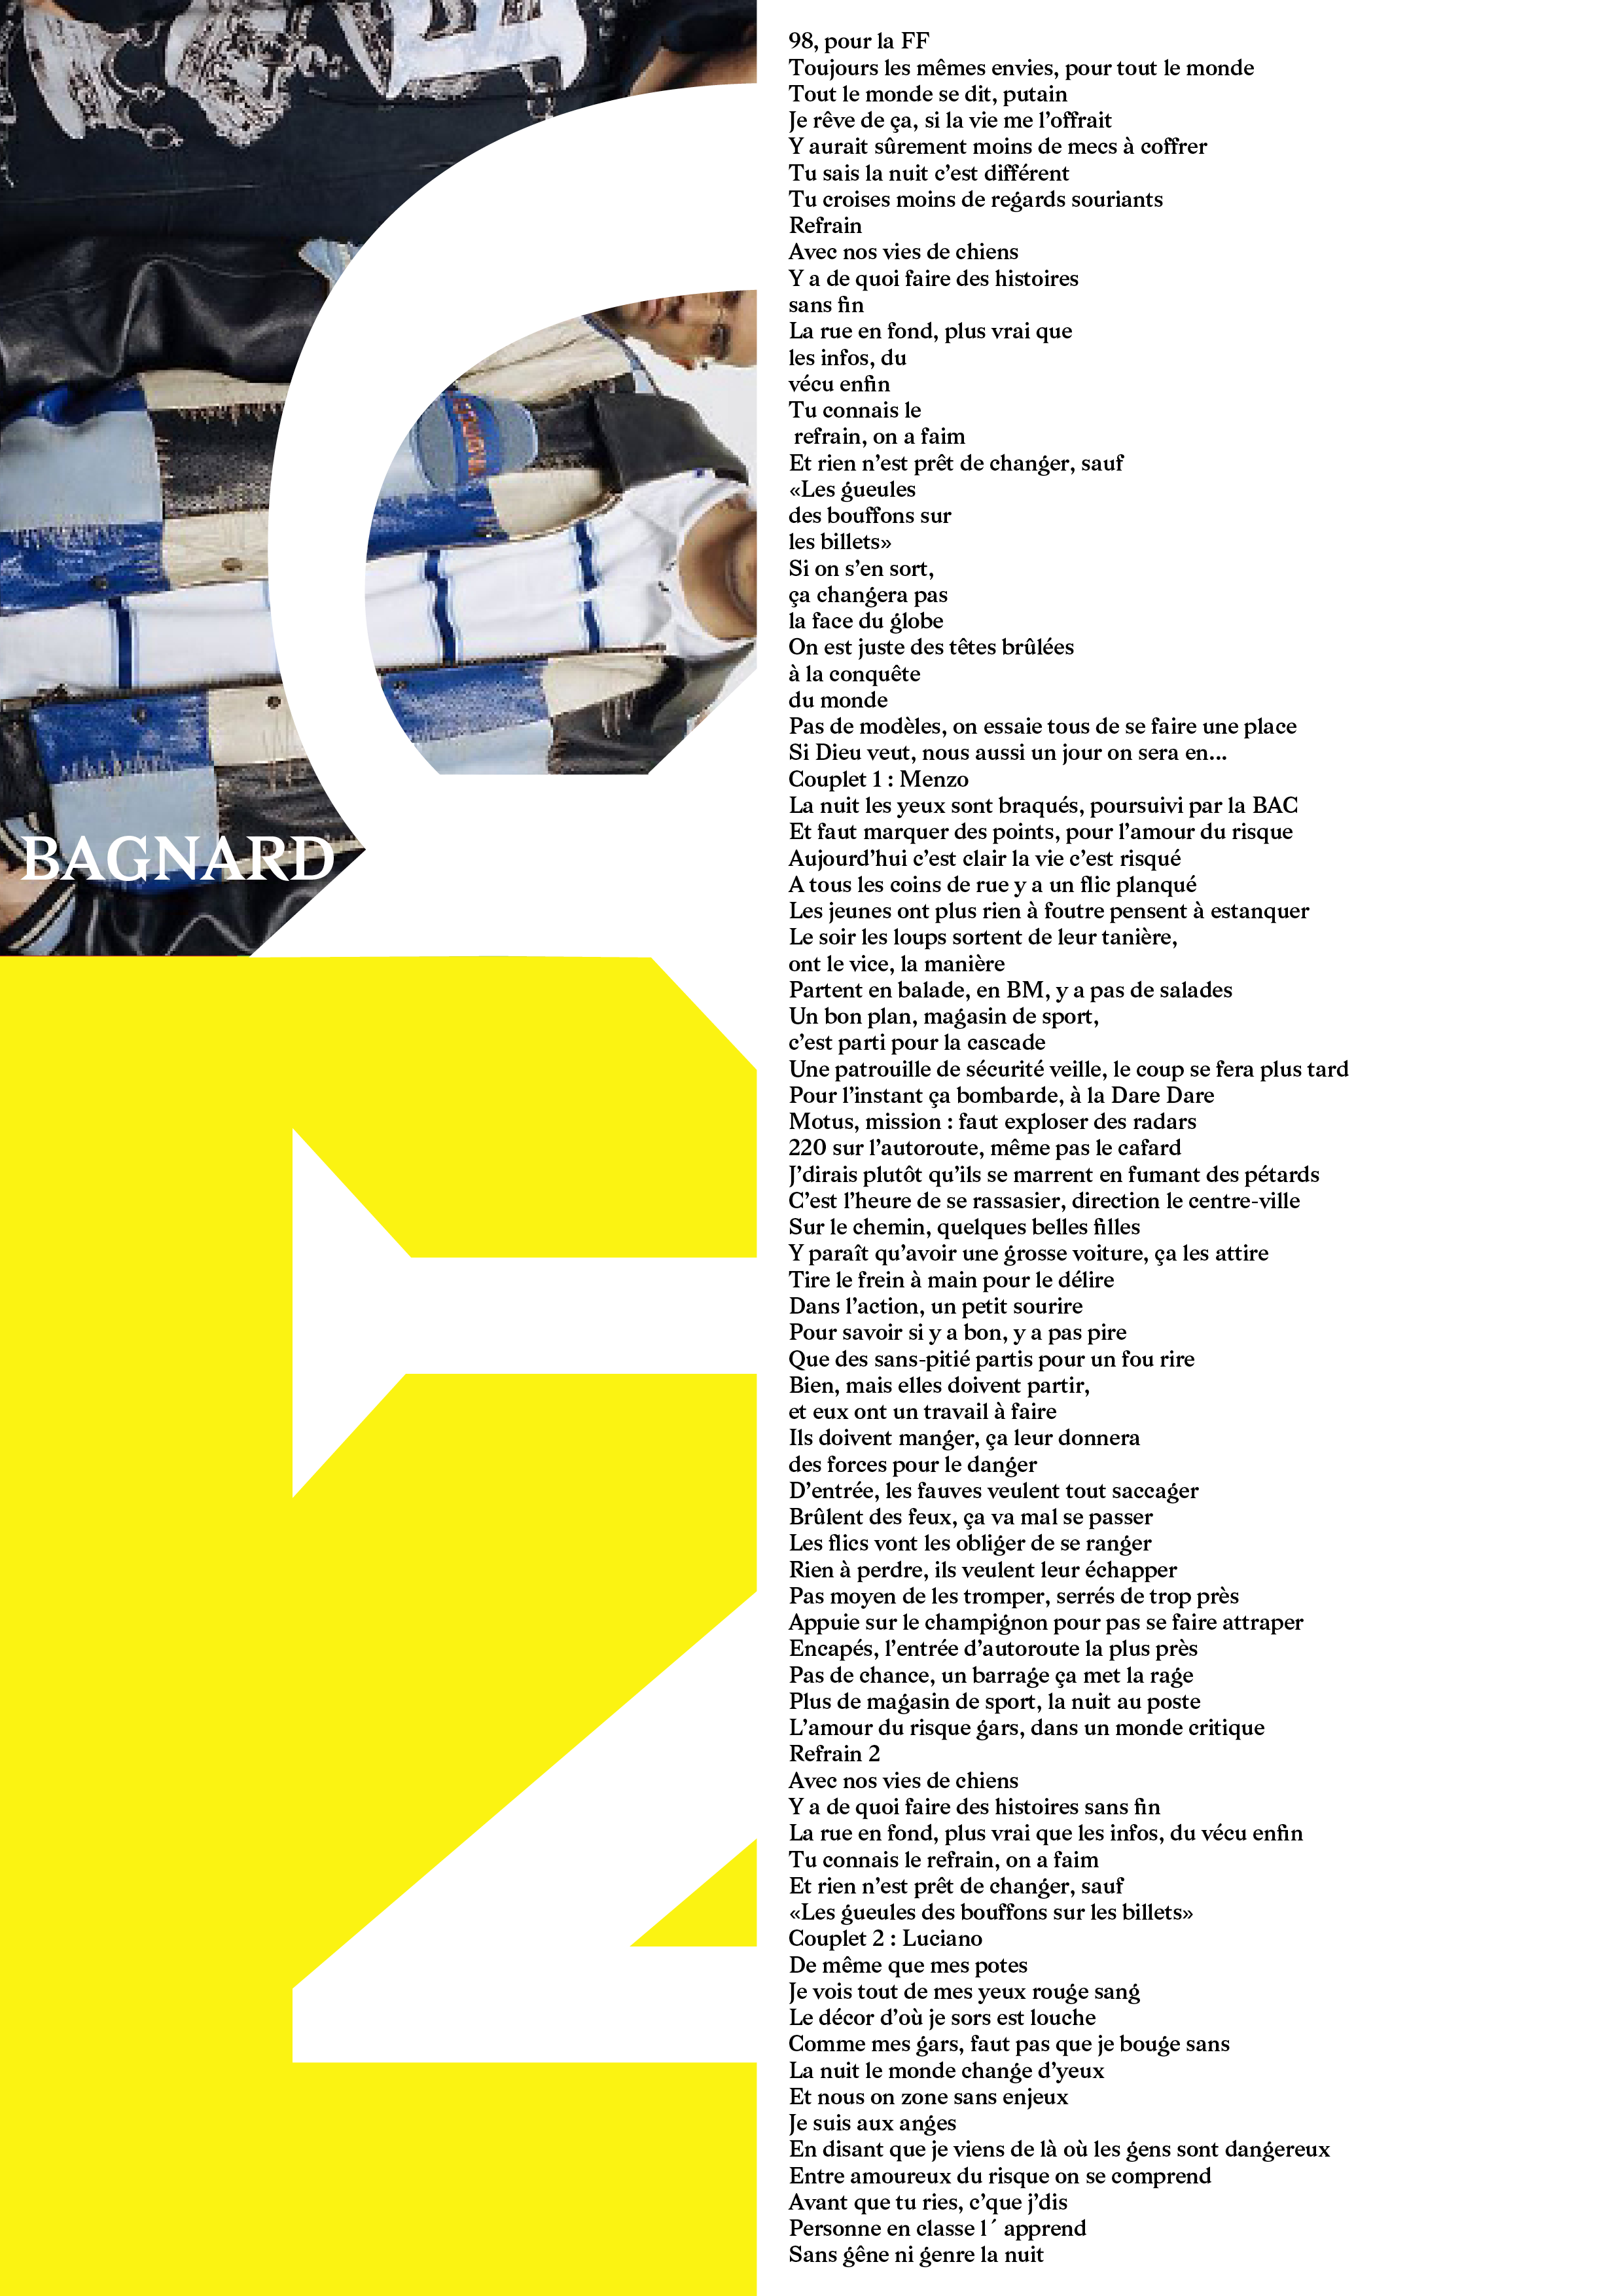 BAGNARD
98, pour la FF
Toujours les mêmes envies, pour tout le monde
Tout le monde se dit, putain
Je rêve de ça, si la vie me l’offrait
Y aurait sûrement moins de mecs à coffrer
Tu sais la nuit c’est différent
Tu croises moins de regards souriants
Refrain
Avec nos vies de chiens
Y a de quoi faire des histoires
sans fin
La rue en fond, plus vrai que
les infos, du
vécu enfin
Tu connais le
refrain, on a faim
Et rien n’est prêt de changer, sauf
«Les gueules
des bouffons sur
les billets»
Si on s’en sort,
ça changera pas
la face du globe
On est juste des têtes brûlées
à la conquête
du monde
Pas de modèles, on essaie tous de se faire une place
Si Dieu veut, nous aussi un jour on sera en...
Couplet 1 : Menzo
La nuit les yeux sont braqués, poursuivi par la BAC
Et faut marquer des points, pour l’amour du risque
Aujourd’hui c’est clair la vie c’est risqué
A tous les coins de rue y a un flic planqué
Les jeunes ont plus rien à foutre pensent à estanquer
Le soir les loups sortent de leur tanière,
ont le vice, la manière
Partent en balade, en BM, y a pas de salades
Un bon plan, magasin de sport,
c’est parti pour la cascade
Une patrouille de sécurité veille, le coup se fera plus tard
Pour l’instant ça bombarde, à la Dare Dare
Motus, mission : faut exploser des radars
220 sur l’autoroute, même pas le cafard
J’dirais plutôt qu’ils se marrent en fumant des pétards
C’est l’heure de se rassasier, direction le centre-ville
Sur le chemin, quelques belles filles
Y paraît qu’avoir une grosse voiture, ça les attire
Tire le frein à main pour le délire
Dans l’action, un petit sourire
Pour savoir si y a bon, y a pas pire
Que des sans-pitié partis pour un fou rire
Bien, mais elles doivent partir,
et eux ont un travail à faire
Ils doivent manger, ça leur donnera
des forces pour le danger
D’entrée, les fauves veulent tout saccager
Brûlent des feux, ça va mal se passer
Les flics vont les obliger de se ranger
Rien à perdre, ils veulent leur échapper
Pas moyen de les tromper, serrés de trop près
Appuie sur le champignon pour pas se faire attraper
Encapés, l’entrée d’autoroute la plus près
Pas de chance, un barrage ça met la rage
Plus de magasin de sport, la nuit au poste
L’amour du risque gars, dans un monde critique
Refrain 2
Avec nos vies de chiens
Y a de quoi faire des histoires sans fin
La rue en fond, plus vrai que les infos, du vécu enfin
Tu connais le refrain, on a faim
Et rien n’est prêt de changer, sauf
«Les gueules des bouffons sur les billets»
Couplet 2 : Luciano
De même que mes potes
Je vois tout de mes yeux rouge sang
Le décor d’où je sors est louche
Comme mes gars, faut pas que je bouge sans
La nuit le monde change d’yeux
Et nous on zone sans enjeux
Je suis aux anges
En disant que je viens de là où les gens sont dangereux
Entre amoureux du risque on se comprend
Avant que tu ries, c’que j’dis
Personne en classe l´ apprend
Sans gêne ni genre la nuit